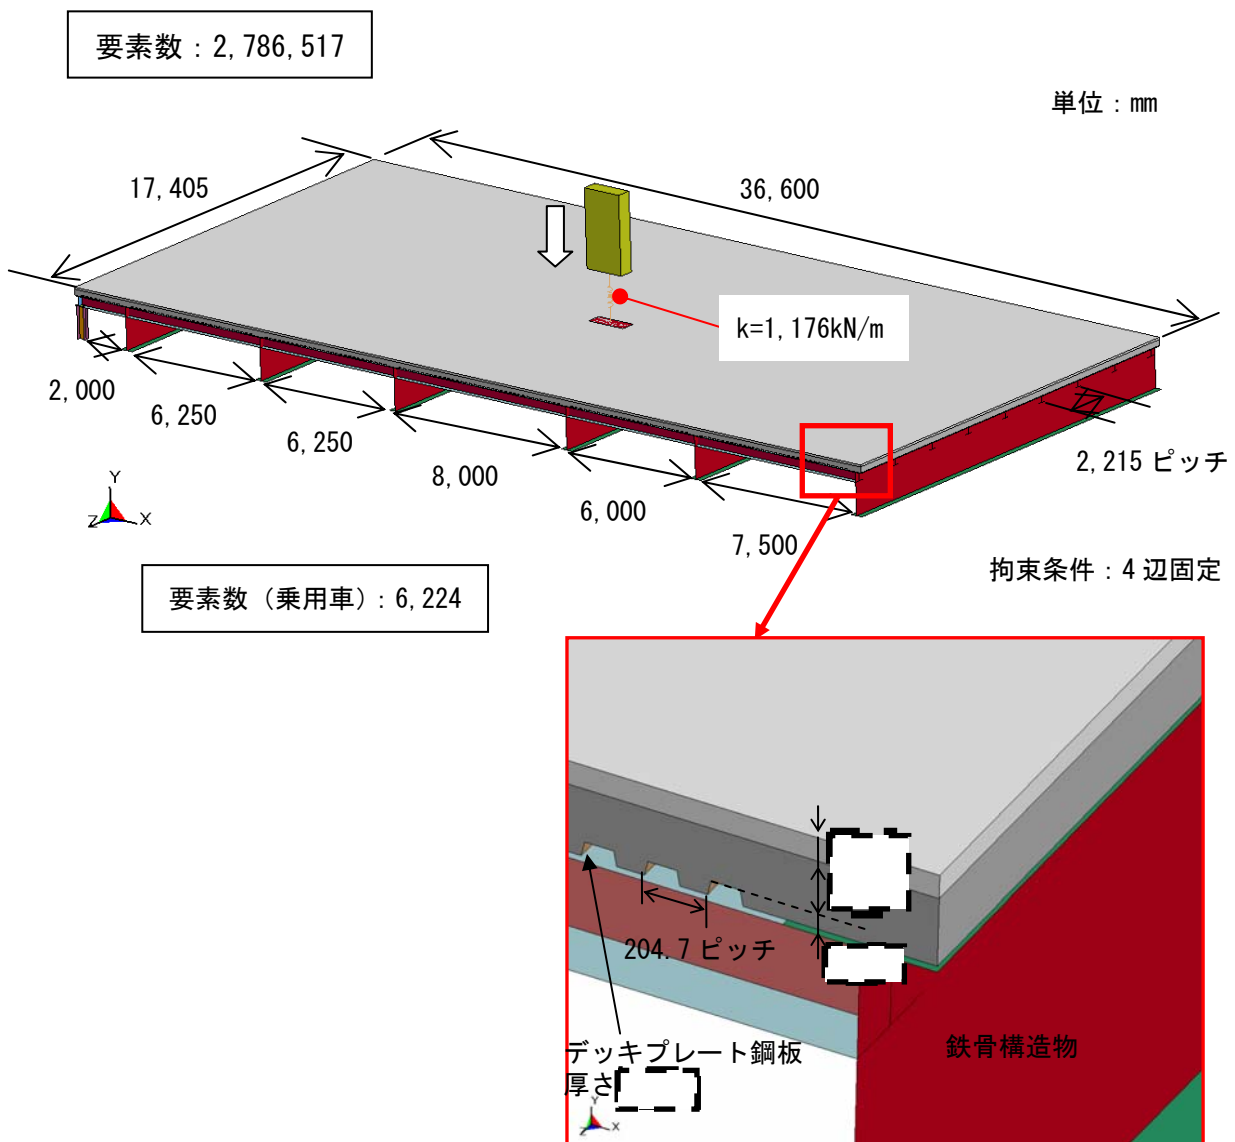 要素数：2,786,517
単位：mm
17,405
36,600
k=1,176kN/m
2,000
6,250
6,250
8,000
6,000
7,500
2,215 ピッチ
Y
Z
X
拘束条件：4 辺固定
要素数（乗用車）：6,224
204.7 ピッチ
デッキプレート鋼板
厚さ
鉄骨構造物
Y
Z
X